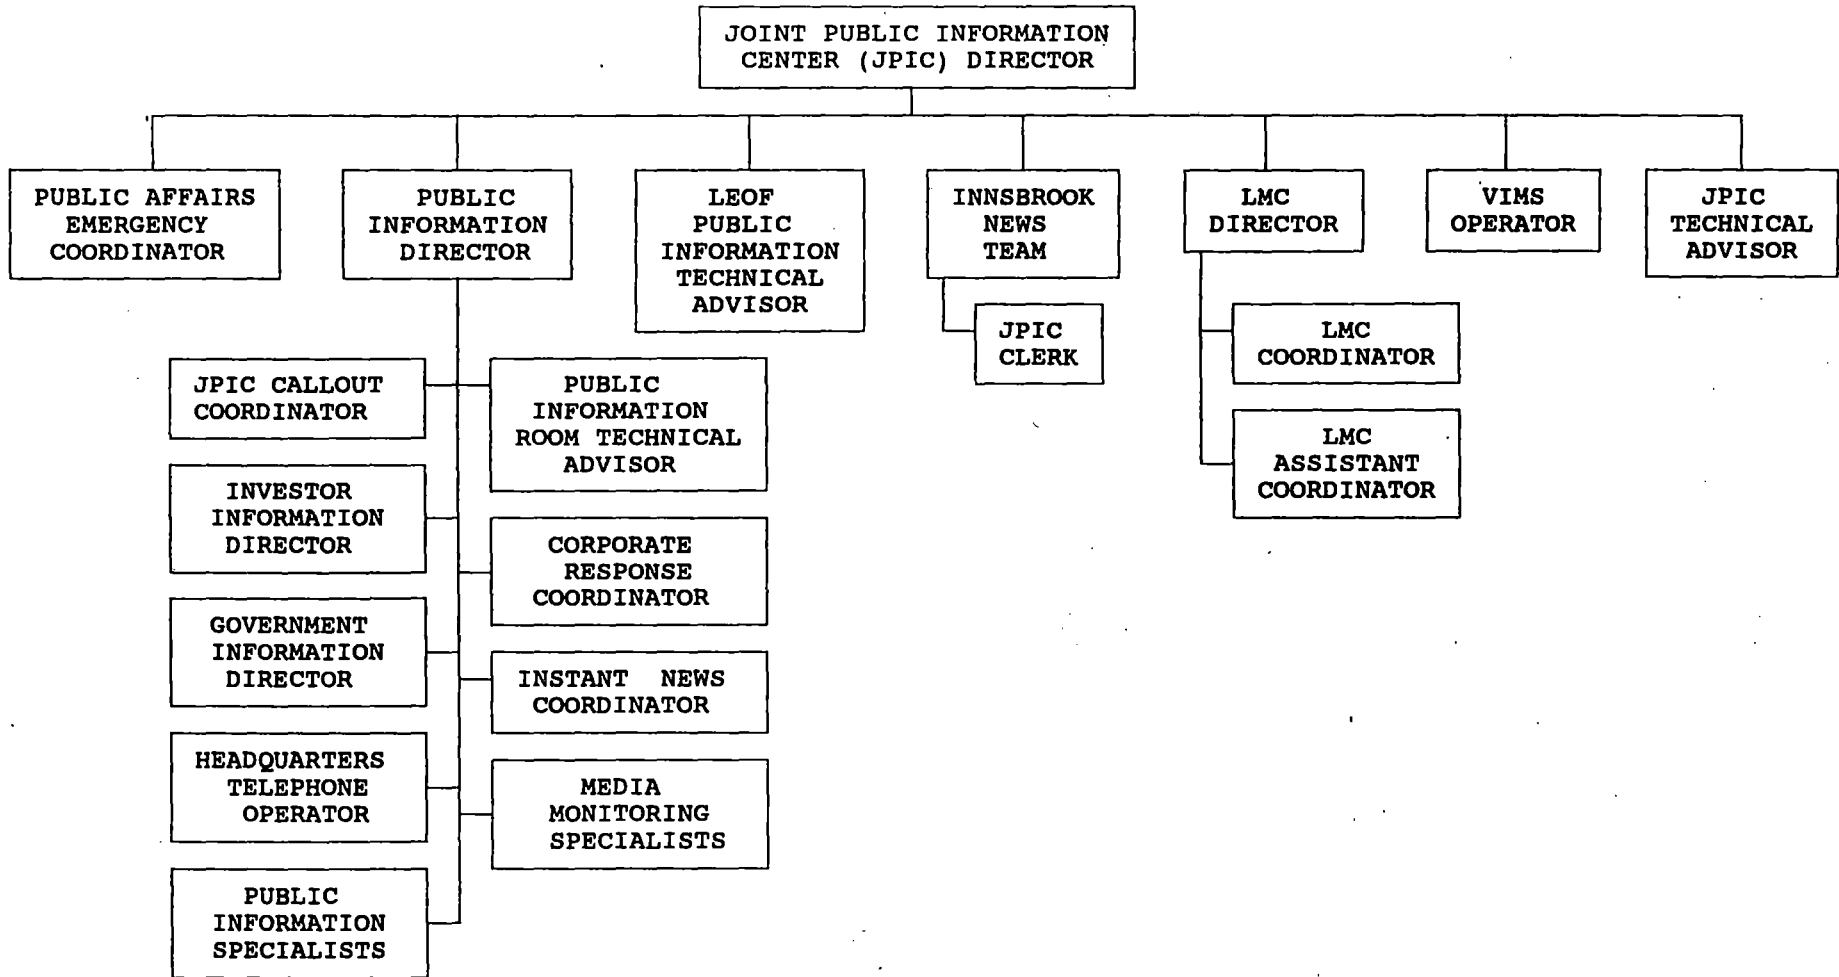 JOINT PUBLIC INFORMATION
CENTER (JPIC) DIRECTOR
PUBLIC AFFAIRS
EMERGENCY
COORDINATOR
PUBLIC
INFORMATION
DIRECTOR
LEOF
PUBLIC
INFORMATION
TECHNICAL
ADVISOR
INNSBROOK
NEWS
TEAM
LMC
DIRECTOR
VIMS
OPERATOR
JPIC
TECHNICAL
ADVISOR
JPIC
CLERK
LMC
COORDINATOR
LMC
ASSISTANT
COORDINATOR
JPIC CALLOUT
COORDINATOR
PUBLIC
INFORMATION
ROOM TECHNICAL
ADVISOR
INVESTOR
INFORMATION
DIRECTOR
CORPORATE
RESPONSE
COORDINATOR
GOVERNMENT
INFORMATION
DIRECTOR
INSTANT NEWS
COORDINATOR
HEADQUARTERS
TELEPHONE
OPERATOR
MEDIA
MONITORING
SPECIALISTS
PUBLIC
INFORMATION
SPECIALISTS